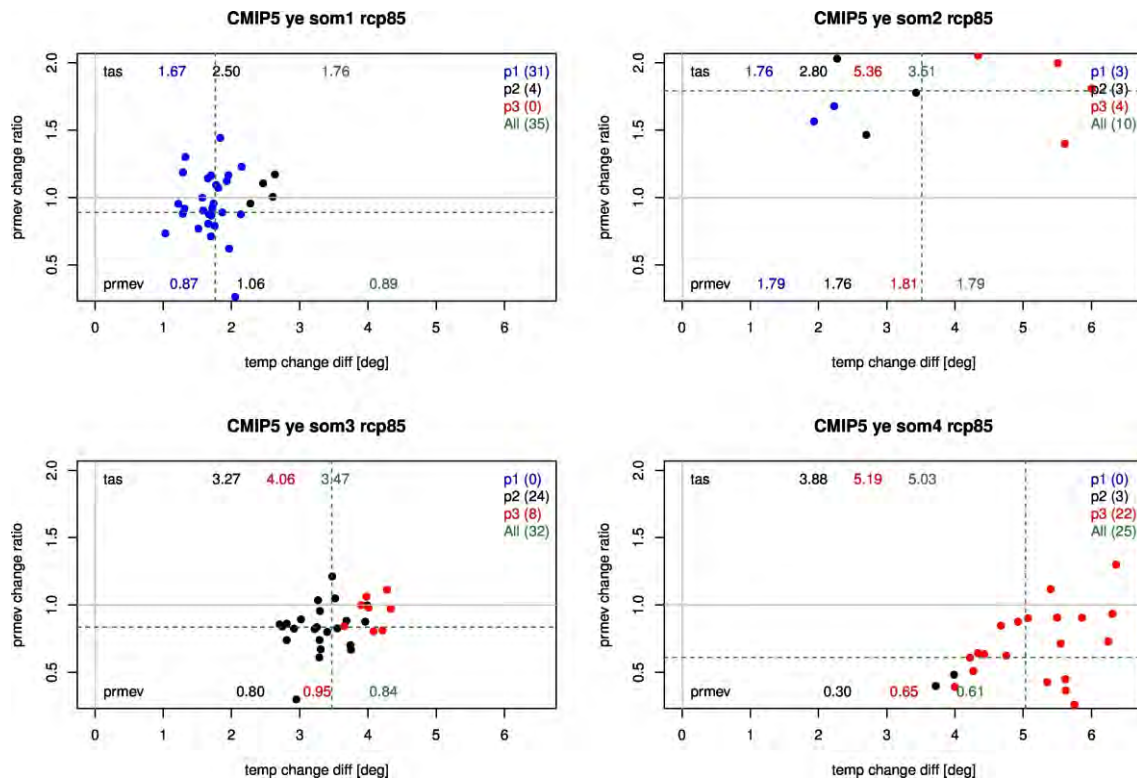 CMIP5 ye som1 rcp85
2.0
1.5
1.0
0.5
prmev change ratio
tas 1.67 2.50 1.76
p1 (31)
p2 (4)
p3 (0)
All (35)
prmev 0.87 1.06 0.89
0 1 2 3 4 5 6
temp change diff [deg]
CMIP5 ye som2 rcp85
2.0
1.5
1.0
0.5
prmev change ratio
tas 1.76 2.80 5.36 3.51
p1 (3)
p2 (3)
p3 (4)
All (10)
prmev 1.79 1.76 1.81 1.79
0 1 2 3 4 5 6
temp change diff [deg]
CMIP5 ye som3 rcp85
2.0
1.5
1.0
0.5
prmev change ratio
tas 3.27 4.06 3.47
p1 (0)
p2 (24)
p3 (8)
All (32)
prmev 0.80 0.95 0.84
0 1 2 3 4 5 6
temp change diff [deg]
CMIP5 ye som4 rcp85
2.0
1.5
1.0
0.5
prmev change ratio
tas 3.88 5.19 5.03
p1 (0)
p2 (3)
p3 (22)
All (25)
prmev 0.30 0.65 0.61
0 1 2 3 4 5 6
temp change diff [deg]